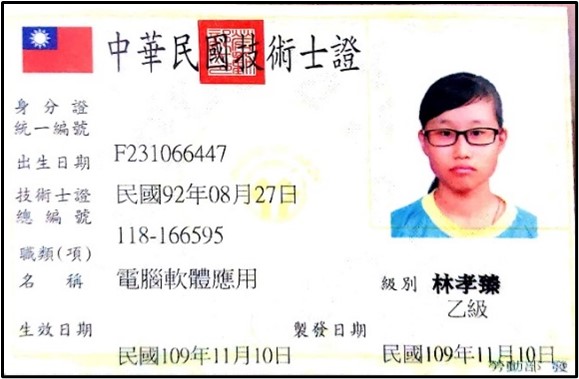 中華民國技術士證
身分證
統一編號
F231066447
出生日期
民國92年08月27日
技術士證
總編號
118-166595
職類(項)
名稱
電腦軟體應用
級別
林孝臻
乙級
生效日期
民國109年11月10日
製發日期
民國109年11月10日
勞動部 發